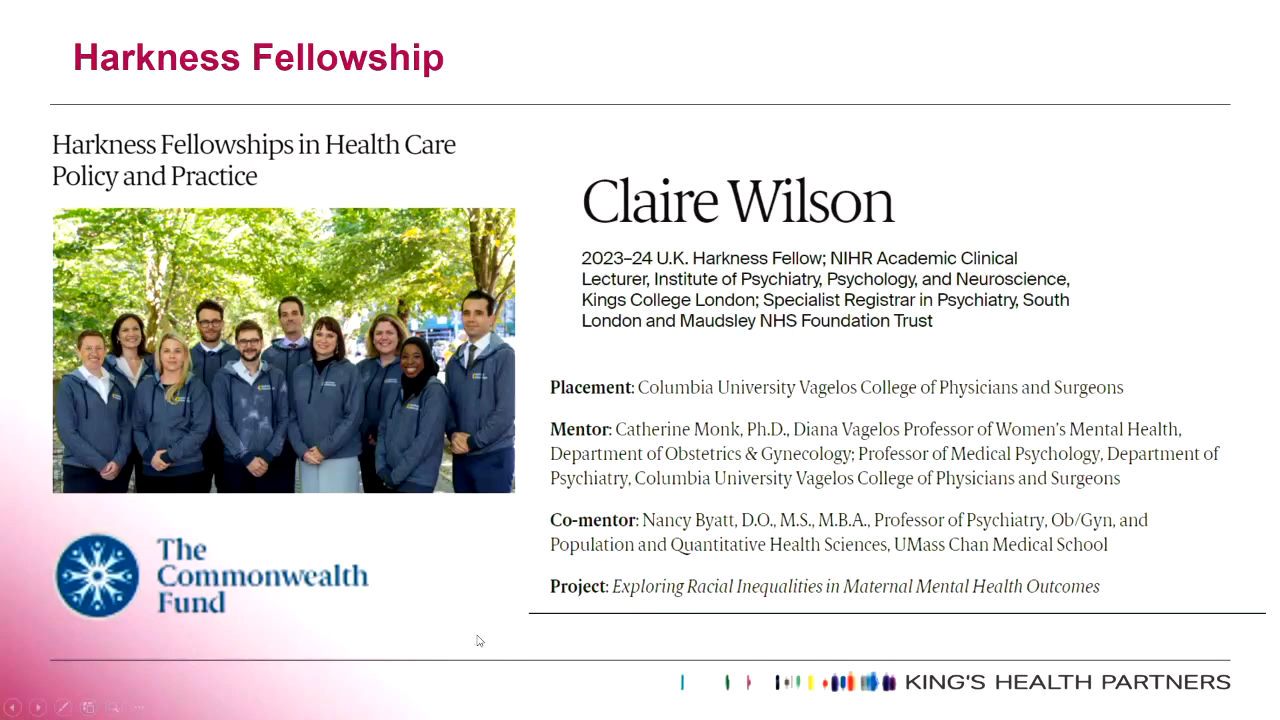 Harkness Fellowship
Harkness Fellowships in Health Care
Policy and Practice
Claire Wilson
2023–24 U.K. Harkness Fellow; NIHR Academic Clinical
Lecturer, Institute of Psychiatry, Psychology, and Neuroscience,
Kings College London; Specialist Registrar in Psychiatry, South
London and Maudsley NHS Foundation Trust
Placement: Columbia University Vagelos College of Physicians and Surgeons
Mentor: Catherine Monk, Ph.D., Diana Vagelos Professor of Women's Mental Health,
Department of Obstetrics & Gynecology; Professor of Medical Psychology, Department of
Psychiatry, Columbia University Vagelos College of Physicians and Surgeons
Co-mentor: Nancy Byatt, D.O., M.S., M.B.A., Professor of Psychiatry, Ob/Gyn, and
Population and Quantitative Health Sciences, UMass Chan Medical School
Project: Exploring Racial Inequalities in Maternal Mental Health Outcomes
The
Commonwealth
Fund
KING'S HEALTH PARTNERS